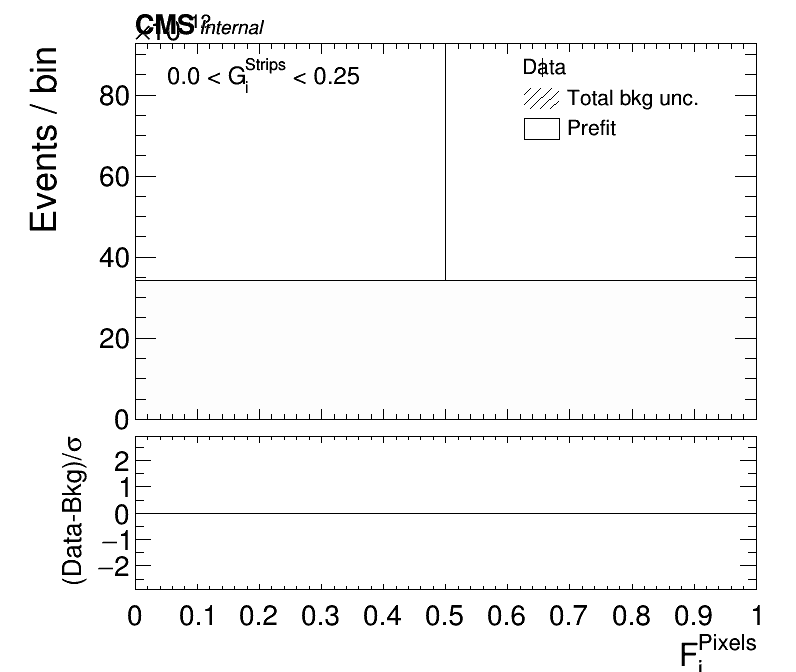 CMS Internal
×10
Events / bin
0.0 < G_i^Strips < 0.25
Data
Total bkg unc.
Prefit
80
60
40
20
0
(Data-Bkg)/σ
2
1
0
−1
−2
0 0.1 0.2 0.3 0.4 0.5 0.6 0.7 0.8 0.9 1
F_i^Pixels